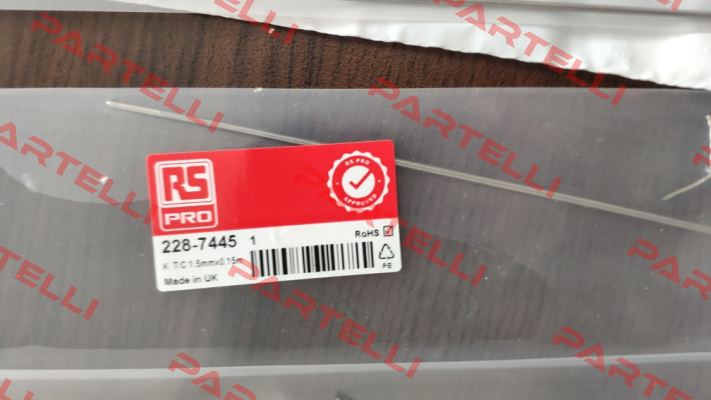 PARTELLI
PARTELLI
PARTELLI
PARTELLI
PARTELLI
PARTELLI
PARTELLI
PARTELLI
RS
PRO
RS PRO
APPROVED
228-7445 1
RoHS
K T/C 1.5mmx0.15m
Made in UK
PE